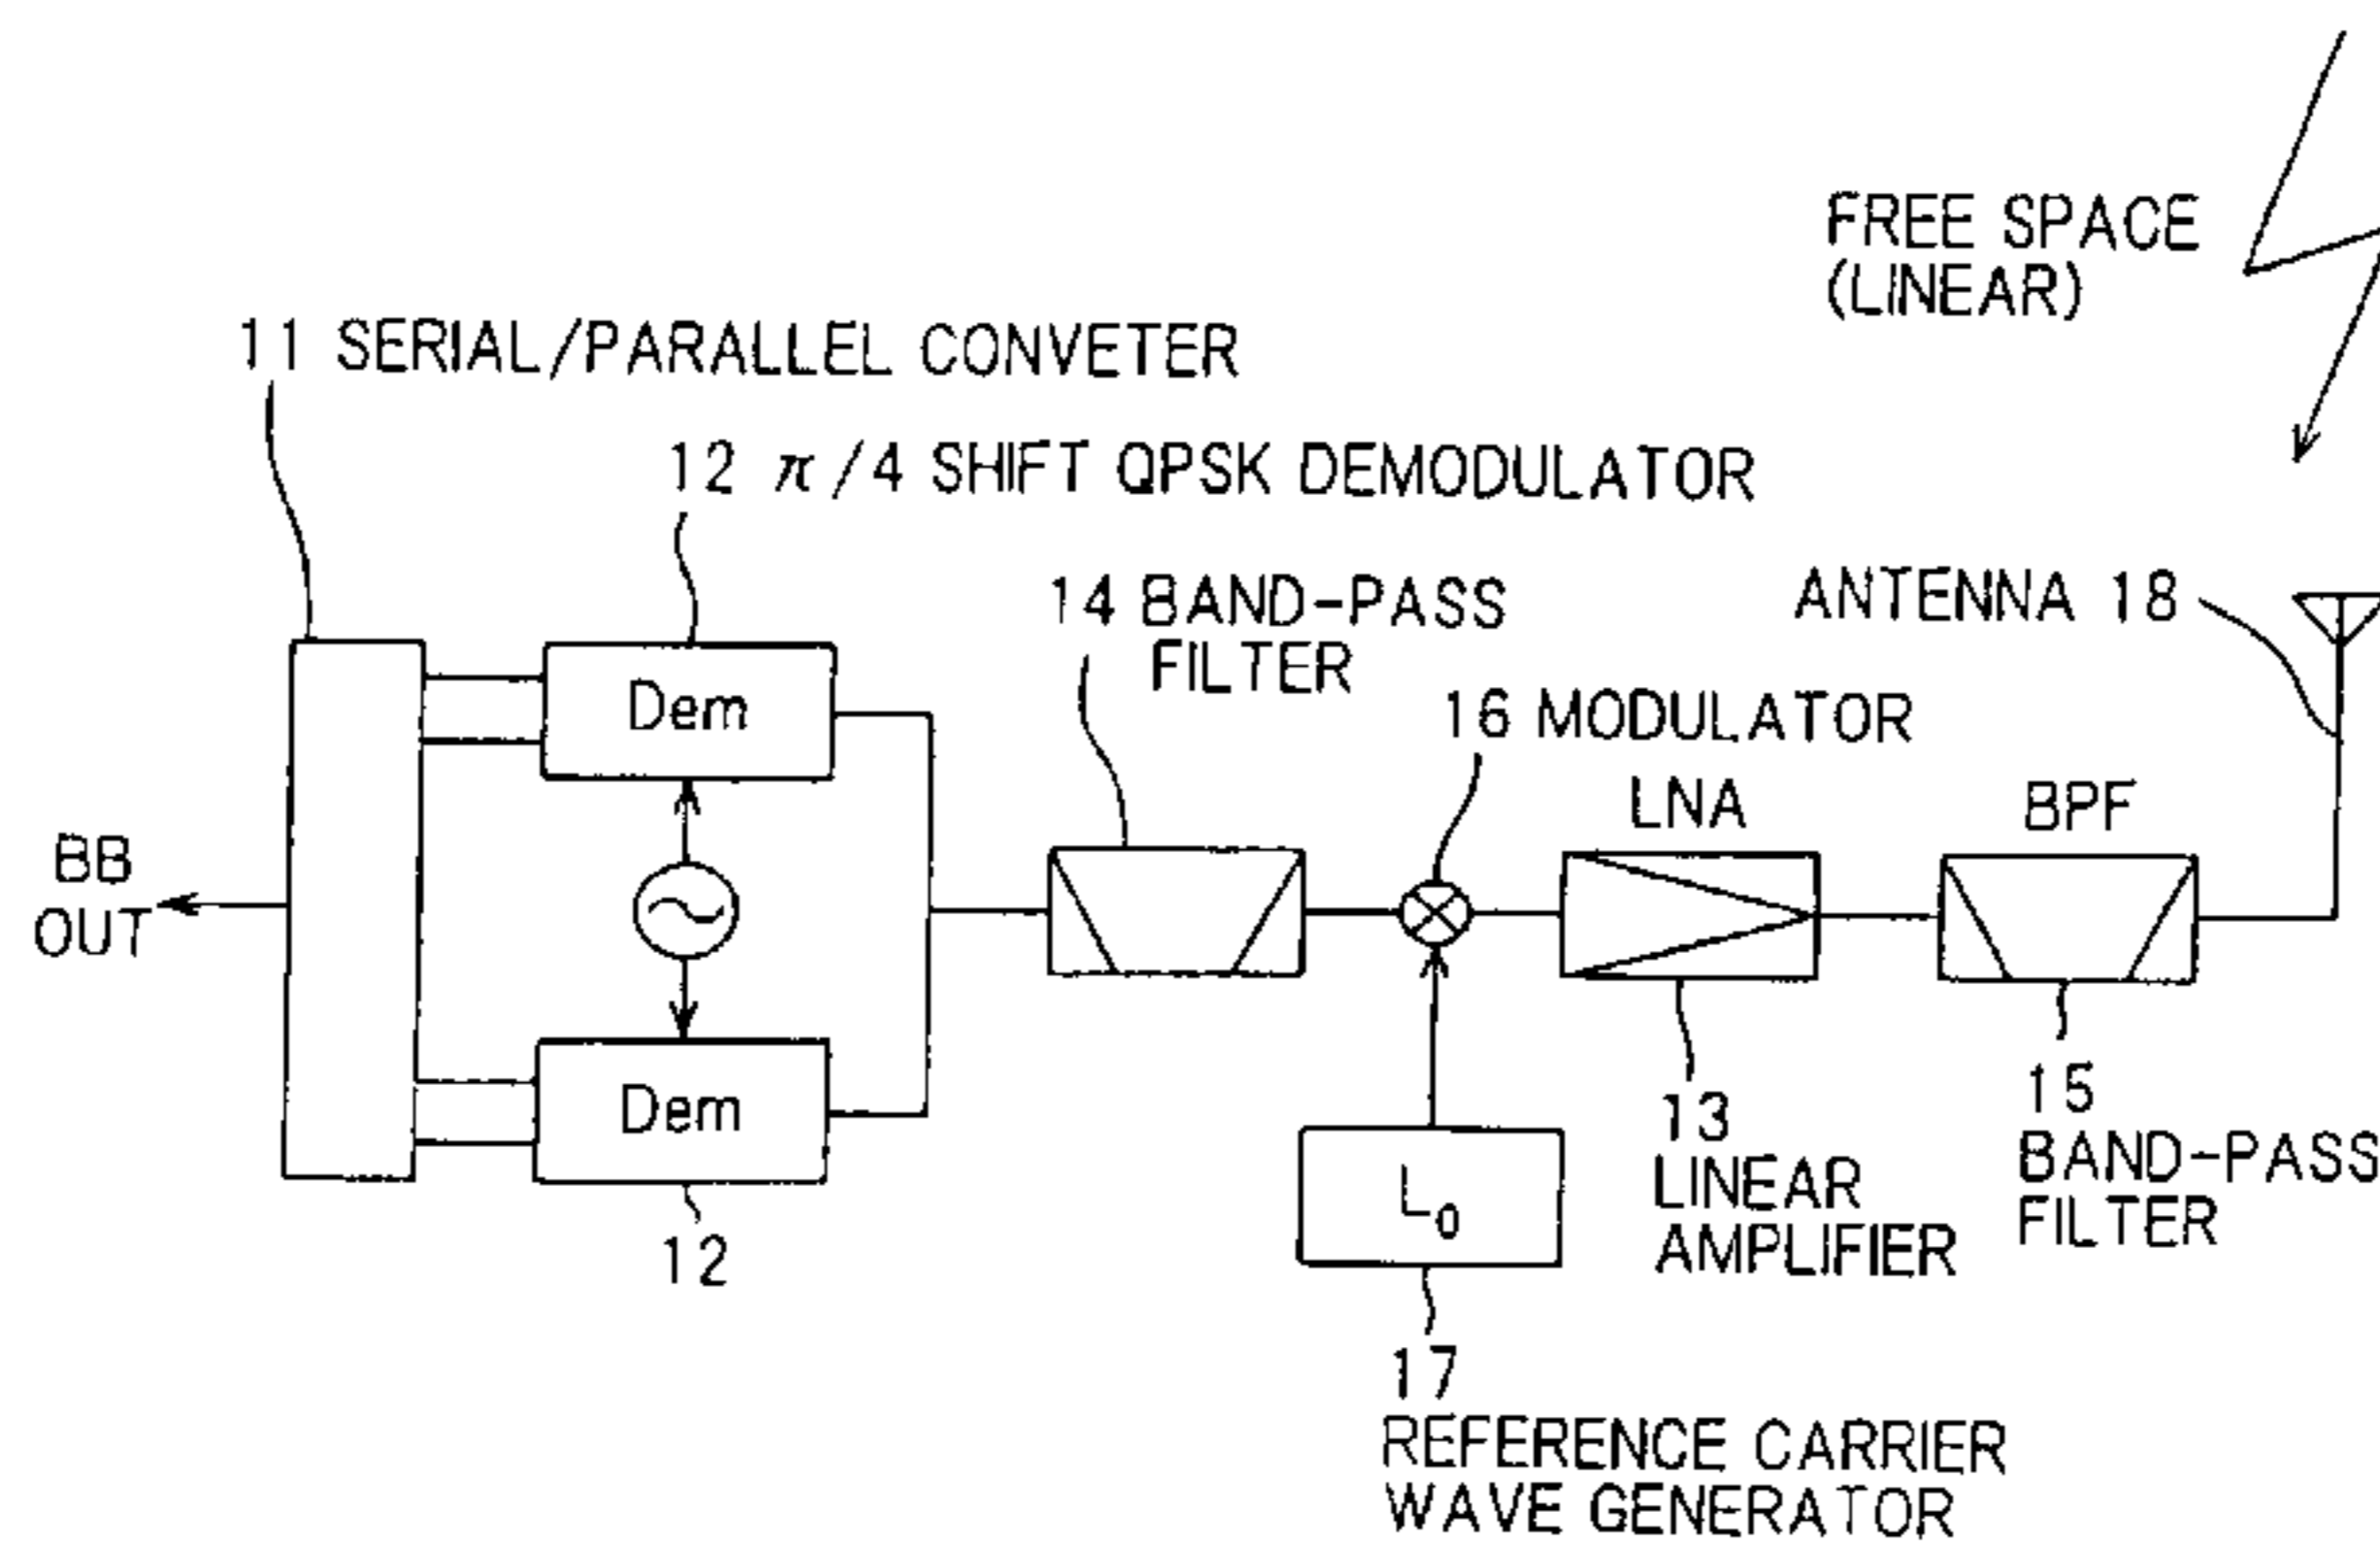 FREE SPACE
(LINEAR)
11 SERIAL/PARALLEL CONVETER
12 π/4 SHIFT QPSK DEMODULATOR
14 BAND-PASS
FILTER
ANTENNA 18
16 MODULATOR
Dem
LNA
BPF
BB
OUT
Dem
12
L0
13
LINEAR
AMPLIFIER
15
BAND-PASS
FILTER
17
REFERENCE CARRIER
WAVE GENERATOR